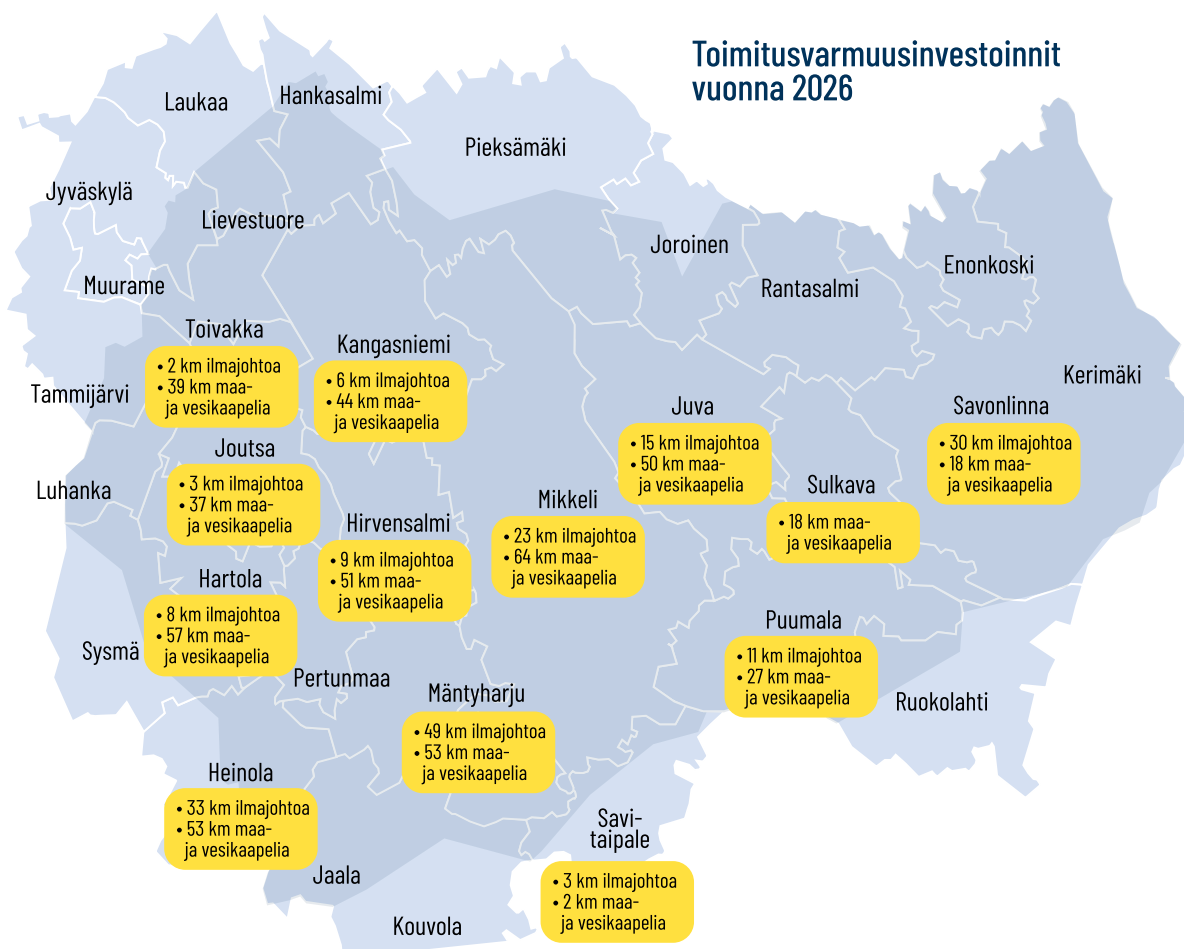 Toimitusvarmuusinvestoinnit
vuonna 2026
Laukaa
Hankasalmi
Pieksämäki
Jyväskylä
Lievestuore
Joroinen
Enonkoski
Muurame
Rantasalmi
Toivakka
• 2 km ilmajohtoa
• 39 km maa-
ja vesikaapelia
Kangasniemi
• 6 km ilmajohtoa
• 44 km maa-
ja vesikaapelia
Tammijärvi
Kerimäki
Juva
• 15 km ilmajohtoa
• 50 km maa-
ja vesikaapelia
Savonlinna
• 30 km ilmajohtoa
• 18 km maa-
ja vesikaapelia
Joutsa
• 3 km ilmajohtoa
• 37 km maa-
ja vesikaapelia
Luhanka
Mikkeli
• 23 km ilmajohtoa
• 64 km maa-
ja vesikaapelia
Sulkava
• 18 km maa-
ja vesikaapelia
Hirvensalmi
• 9 km ilmajohtoa
• 51 km maa-
ja vesikaapelia
Hartola
• 8 km ilmajohtoa
• 57 km maa-
ja vesikaapelia
Sysmä
Puumala
• 11 km ilmajohtoa
• 27 km maa-
ja vesikaapelia
Pertunmaa
Mäntyharju
• 49 km ilmajohtoa
• 53 km maa-
ja vesikaapelia
Ruokolahti
Heinola
• 33 km ilmajohtoa
• 53 km maa-
ja vesikaapelia
Savi-
taipale
• 3 km ilmajohtoa
• 2 km maa-
ja vesikaapelia
Jaala
Kouvola